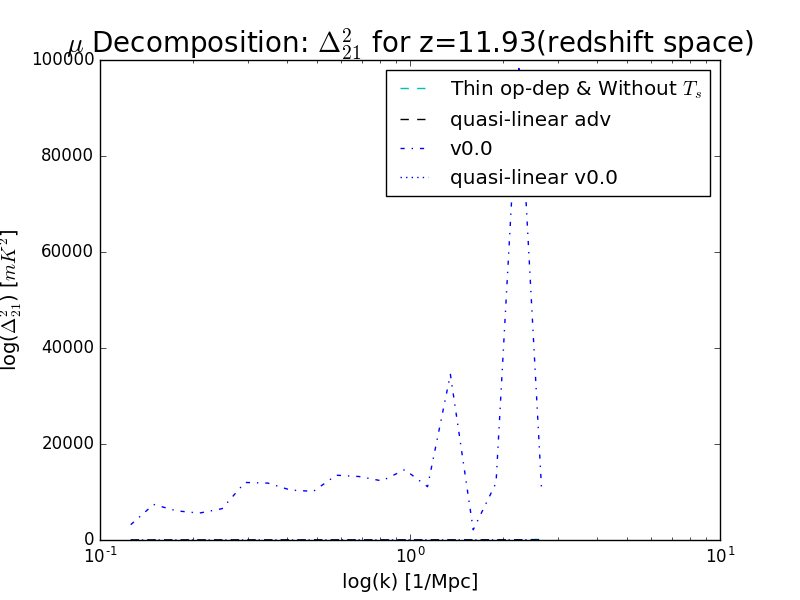 μ Decomposition: Δ²₂₁ for z=11.93(redshift space)
100000
80000
60000
40000
20000
0
log(Δ²₂₁) [mK²]
Thin op-dep & Without Tₛ
quasi-linear adv
v0.0
quasi-linear v0.0
10⁻¹ 10⁰ 10¹
log(k) [1/Mpc]